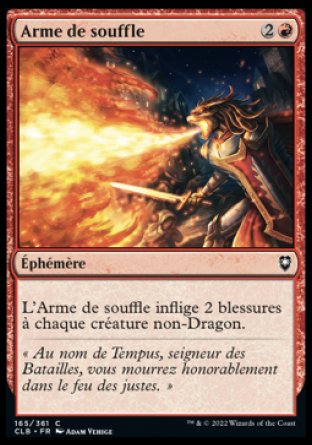 Arme de souffle 2
Éphémère
L'Arme de souffle inflige 2 blessures
à chaque créature non-Dragon.
« Au nom de Tempus, seigneur des
Batailles, vous mourrez honorablement
dans le feu des justes. »
165/361 C
CLB • FR Adam Vehige
™ & © 2022 Wizards of the Coast